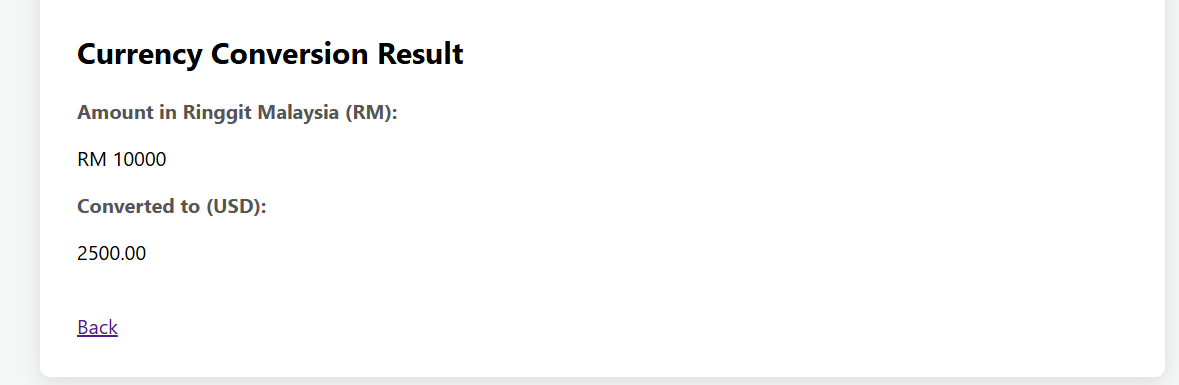 Currency Conversion Result
Amount in Ringgit Malaysia (RM):
RM 10000
Converted to (USD):
2500.00
Back